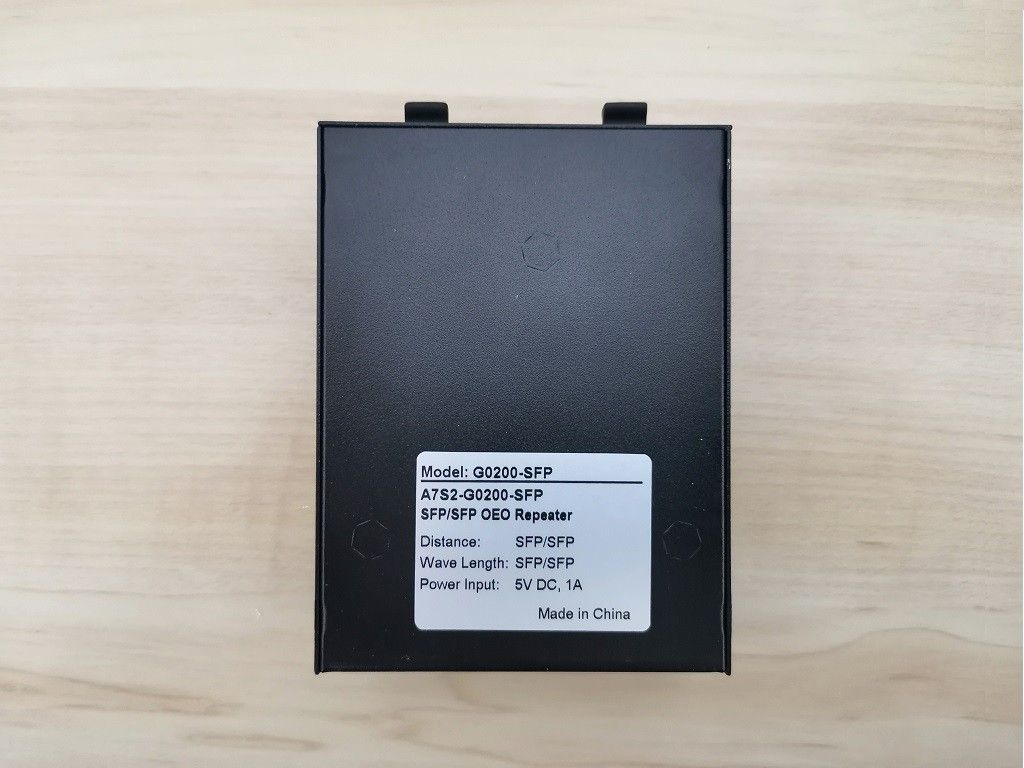 Model: G0200-SFP
A7S2-G0200-SFP
SFP/SFP OEO Repeater
Distance: SFP/SFP
Wave Length: SFP/SFP
Power Input: 5V DC, 1A
Made in China